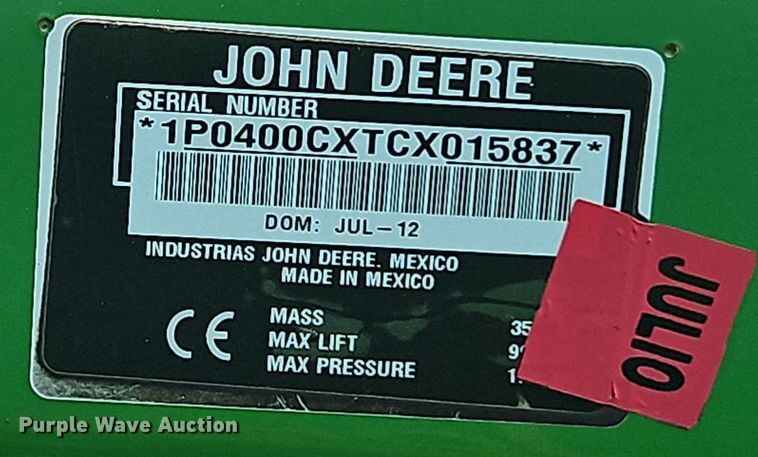 JOHN DEERE
SERIAL NUMBER
*1P0400CXTCX015837*
DOM: JUL-12
INDUSTRIAS JOHN DEERE. MEXICO
MADE IN MEXICO
CE
MASS
MAX LIFT
MAX PRESSURE
JULIO
Purple Wave Auction